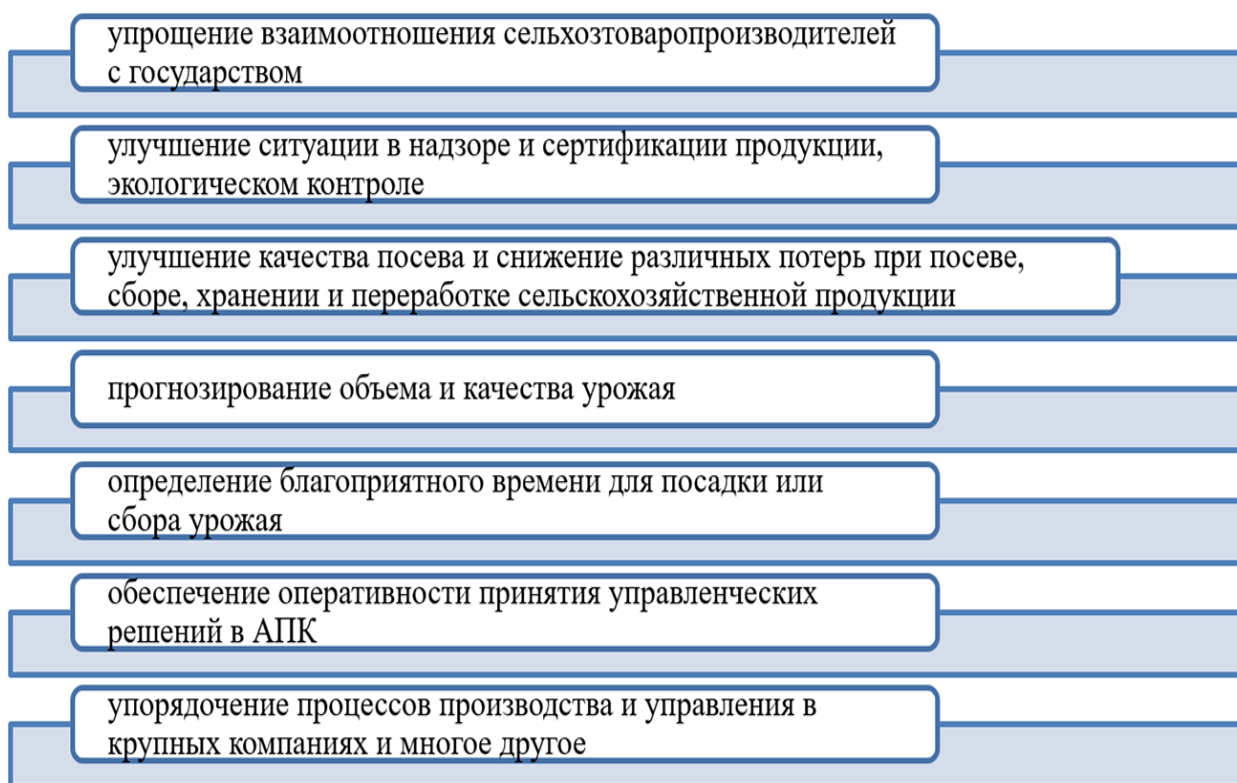 упрощение взаимоотношения сельхозтоваропроизводителей
с государством
улучшение ситуации в надзоре и сертификации продукции,
экологическом контроле
улучшение качества посева и снижение различных потерь при посеве,
сборе, хранении и переработке сельскохозяйственной продукции
прогнозирование объема и качества урожая
определение благоприятного времени для посадки или
сбора урожая
обеспечение оперативности принятия управленческих
решений в АПК
упорядочение процессов производства и управления в
крупных компаниях и многое другое